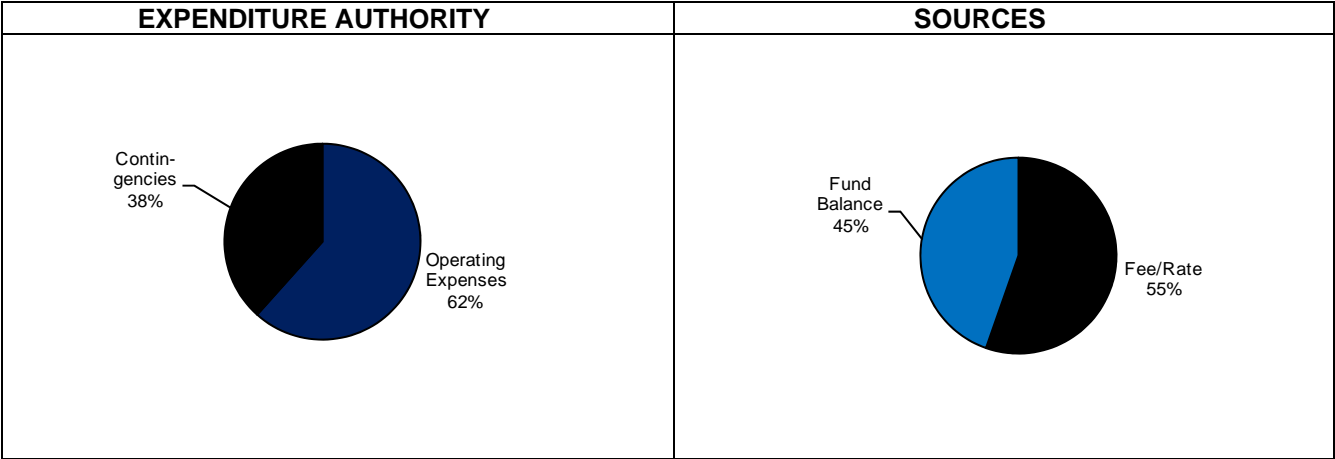 EXPENDITURE AUTHORITY
SOURCES
Contin-
gencies
38%
Operating
Expenses
62%
Fund
Balance
45%
Fee/Rate
55%